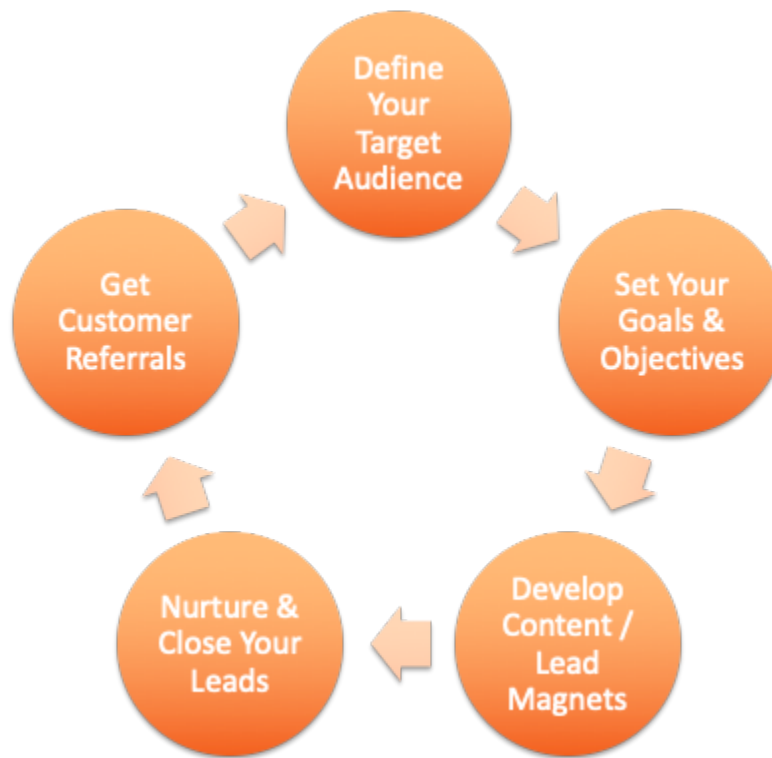 Define
Your
Target
Audience
Set Your
Goals &
Objectives
Develop
Content /
Lead
Magnets
Nurture &
Close Your
Leads
Get
Customer
Referrals